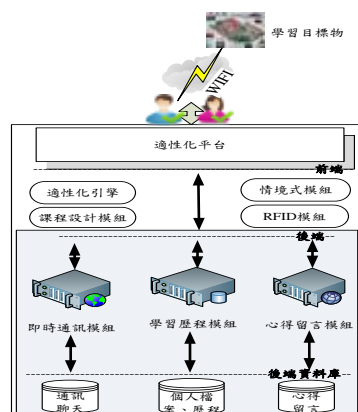 學習目標物
WIFI
適性化平台
前端
適性化引擎
情境式模組
課程設計模組
RFID模組
後端
即時通訊模組
學習歷程模組
心得留言模組
後端資料庫
通訊
聊天
個人檔
案、歷程
心得
留言